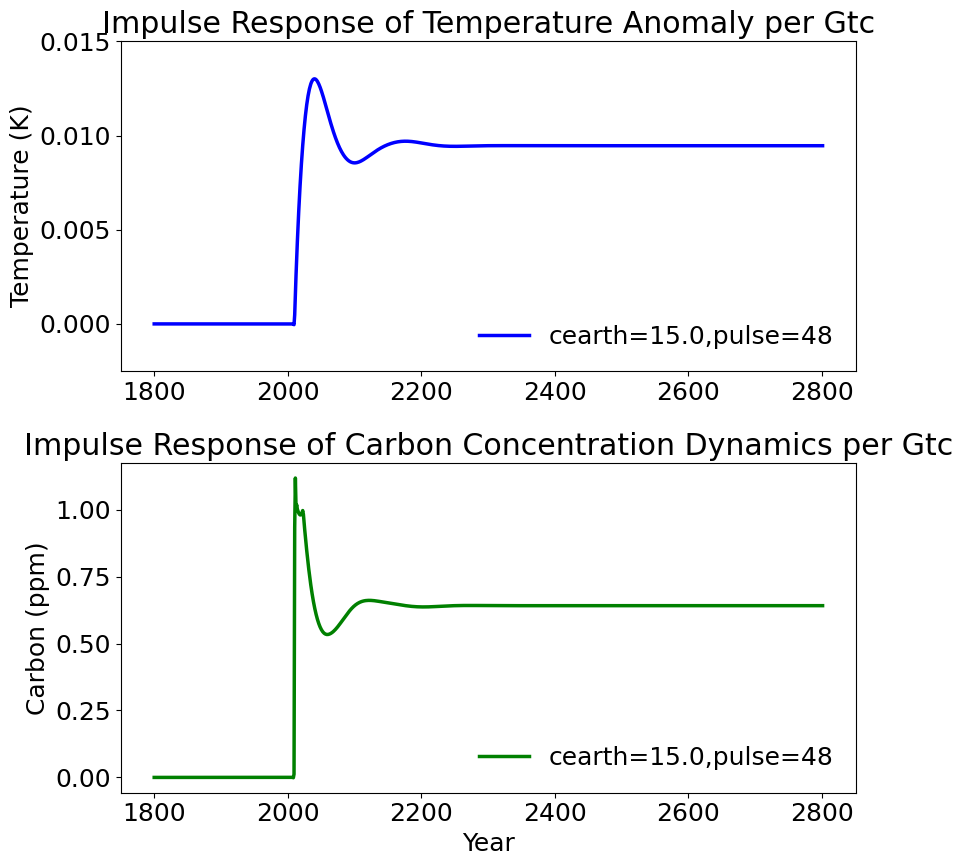 Impulse Response of Temperature Anomaly per Gtc
0.015
0.010
0.005
0.000
Temperature (K)
cearth=15.0,pulse=48
1800 2000 2200 2400 2600 2800
Impulse Response of Carbon Concentration Dynamics per Gtc
1.00
0.75
0.50
0.25
0.00
Carbon (ppm)
cearth=15.0,pulse=48
1800 2000 2200 2400 2600 2800
Year